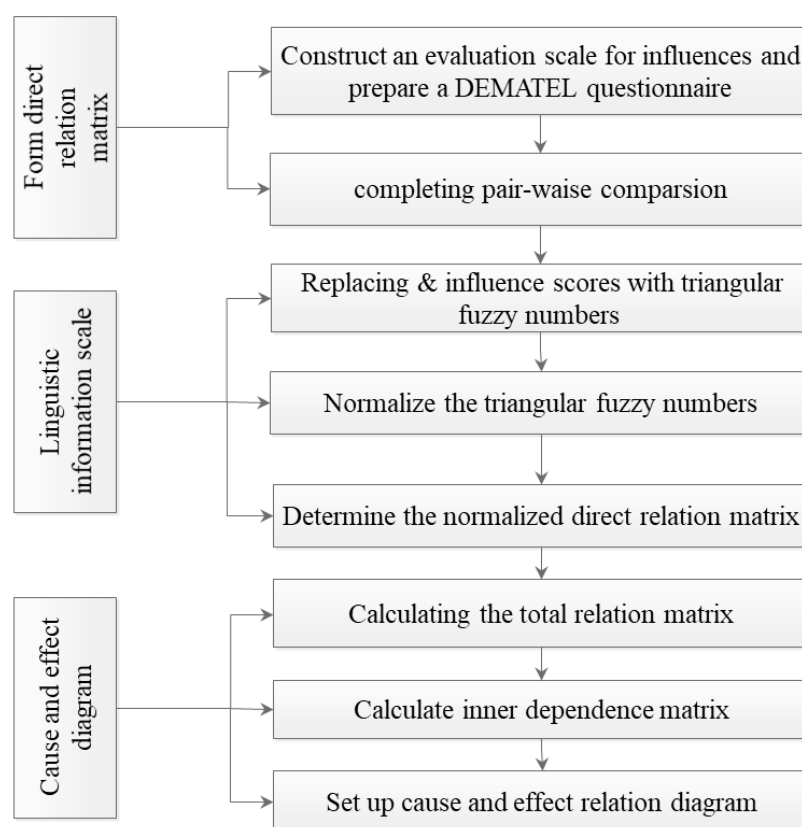 Form direct
relation
matrix
Construct an evaluation scale for influences and
prepare a DEMATEL questionnaire
completing pair-waise comparsion
Linguistic
information scale
Replacing & influence scores with triangular
fuzzy numbers
Normalize the triangular fuzzy numbers
Determine the normalized direct relation matrix
Cause and effect
diagram
Calculating the total relation matrix
Calculate inner dependence matrix
Set up cause and effect relation diagram